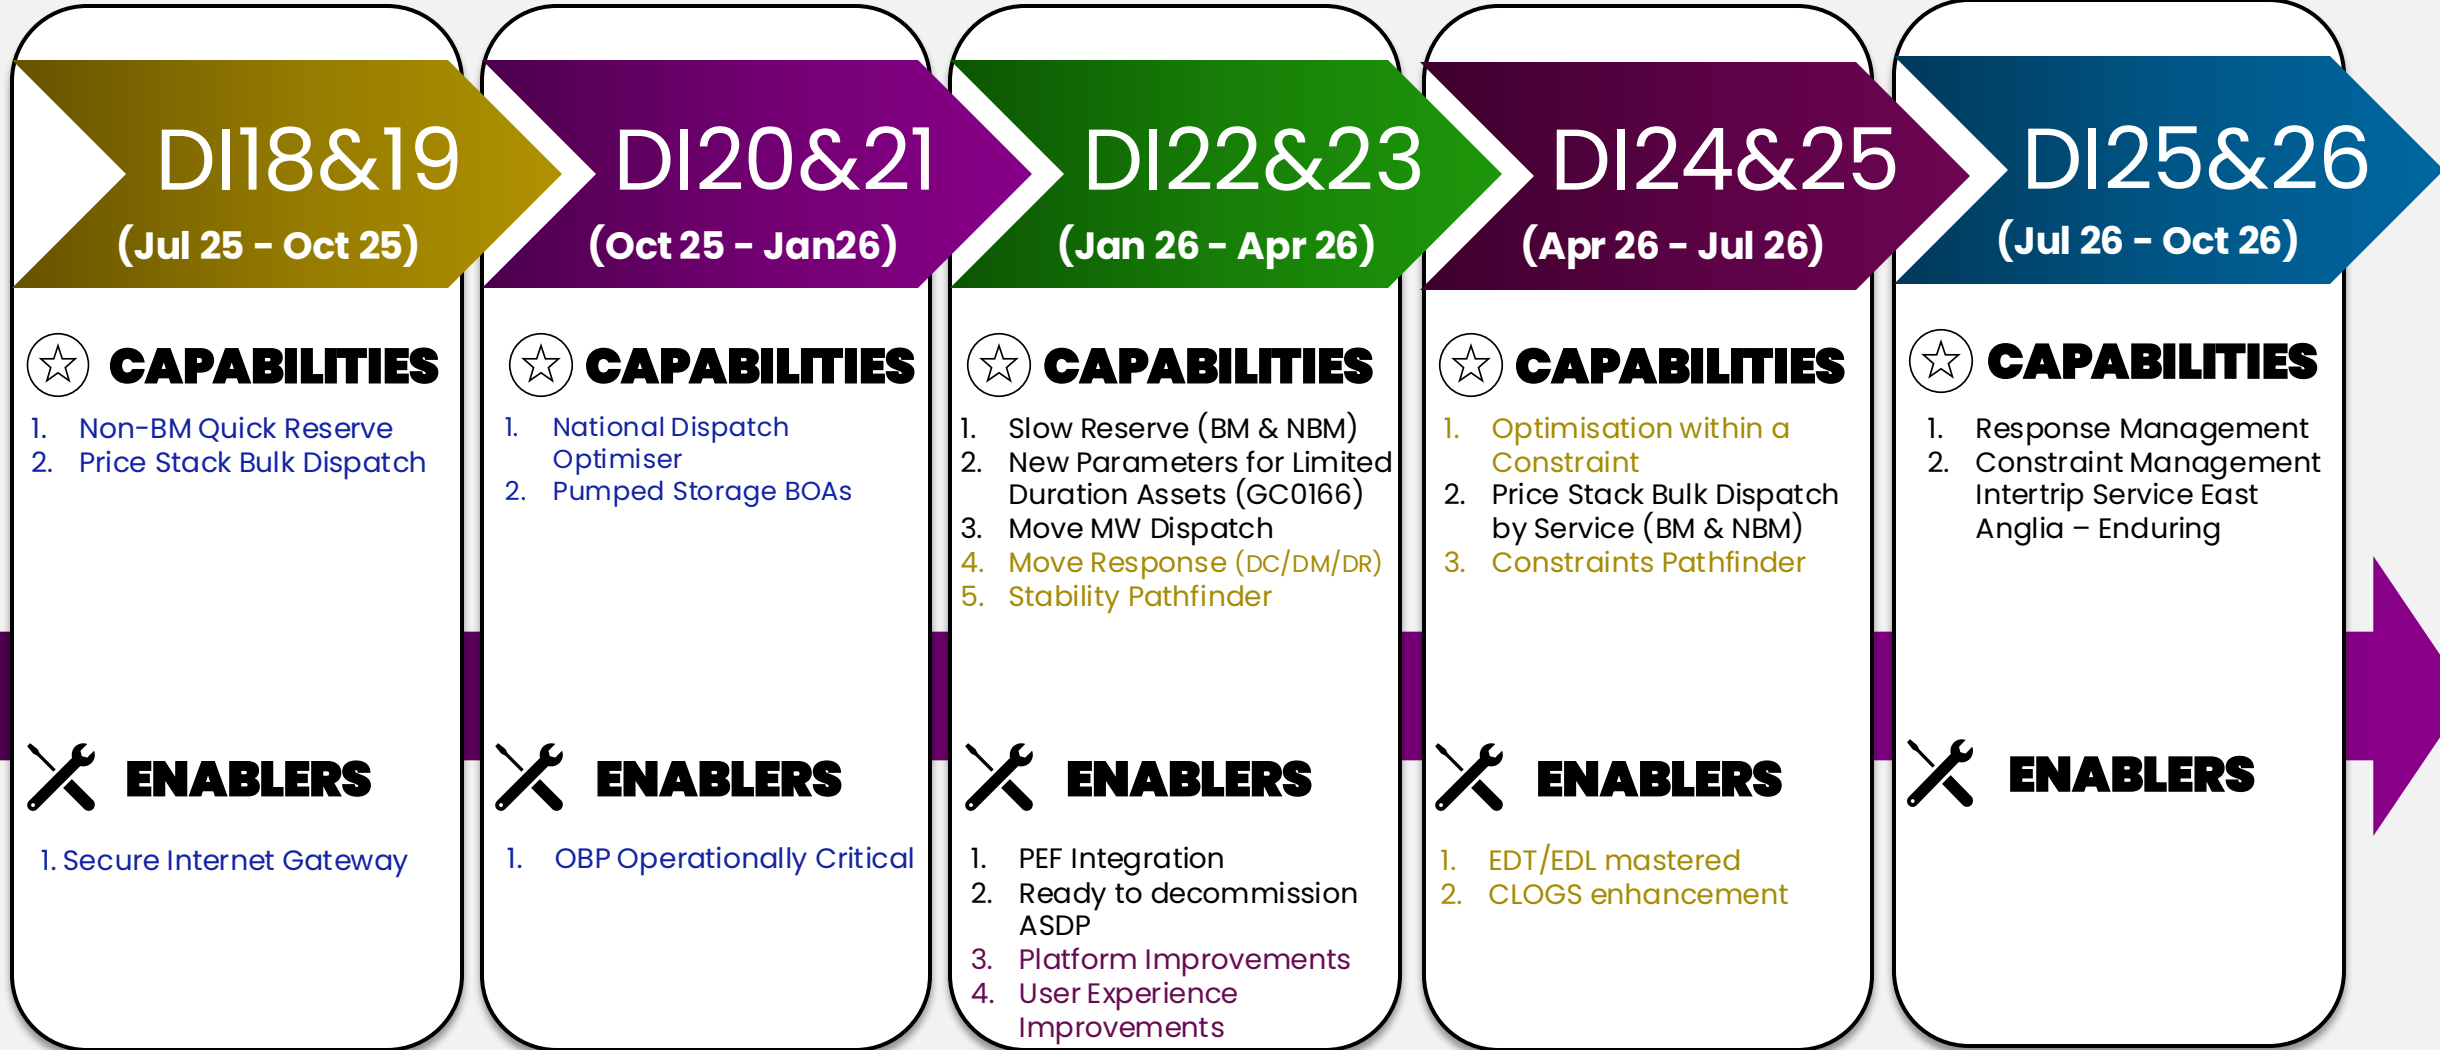 DI18&19
(Jul 25 - Oct 25)
CAPABILITIES
1. Non-BM Quick Reserve
2. Price Stack Bulk Dispatch
ENABLERS
1. Secure Internet Gateway
DI20&21
(Oct 25 - Jan26)
CAPABILITIES
1. National Dispatch
Optimiser
2. Pumped Storage BOAs
ENABLERS
1. OBP Operationally Critical
DI22&23
(Jan 26 - Apr 26)
CAPABILITIES
1. Slow Reserve (BM & NBM)
2. New Parameters for Limited
Duration Assets (GC0166)
3. Move MW Dispatch
4. Move Response (DC/DM/DR)
5. Stability Pathfinder
ENABLERS
1. PEF Integration
2. Ready to decommission
ASDP
3. Platform Improvements
4. User Experience
Improvements
DI24&25
(Apr 26 - Jul 26)
CAPABILITIES
1. Optimisation within a
Constraint
2. Price Stack Bulk Dispatch
by Service (BM & NBM)
3. Constraints Pathfinder
ENABLERS
1. EDT/EDL mastered
2. CLOGS enhancement
DI25&26
(Jul 26 - Oct 26)
CAPABILITIES
1. Response Management
2. Constraint Management
Intertrip Service East
Anglia – Enduring
ENABLERS